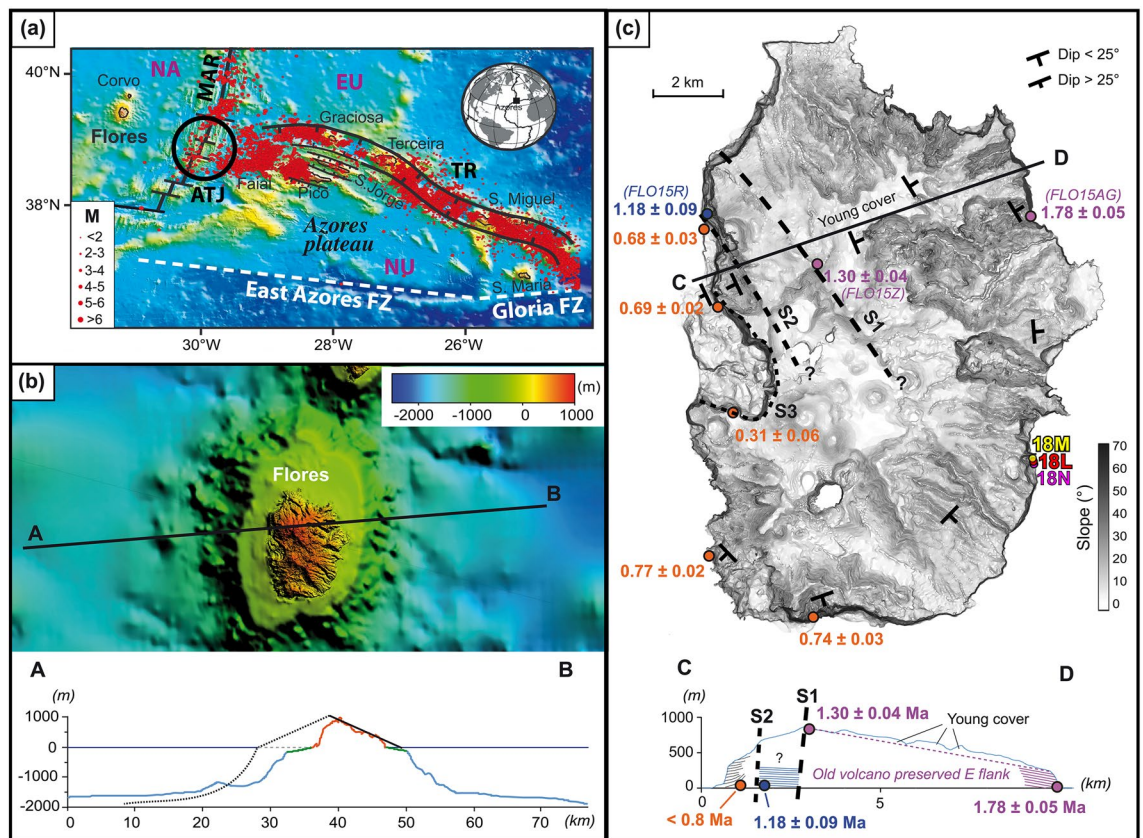 (a)
40°N
38°N
NA
MAR
EU
Corvo
Flores
Azores
Graciosa
Terceira
TR
ATJ
Faial
Pico
S.Jorge
S. Miguel
Azores
plateau
NU
S. Maria
East Azores FZ
Gloria FZ
M
<2
2-3
3-4
4-5
5-6
>6
30°W
28°W
26°W
(b)
(m)
-2000
-1000
0
1000
Flores
A
B
A
B
(m)
1000
0
-1000
-2000
0
10
20
30
40
50
60
70
(km)
(c)
2 km
Dip < 25°
Dip > 25°
D
Young cover
(FLO15R)
1.18 ± 0.09
0.68 ± 0.03
(FLO15AG)
1.78 ± 0.05
C
1.30 ± 0.04
(FLO15Z)
0.69 ± 0.02
S2
S1
?
?
S3
0.31 ± 0.06
18M
18L
18N
0.77 ± 0.02
0.74 ± 0.03
Slope (°)
70
60
50
40
30
20
10
0
C
D
(m)
1000
500
0
S2
S1
1.30 ± 0.04 Ma
Young cover
?
Old volcano preserved E flank
(km)
0
5
< 0.8 Ma
1.18 ± 0.09 Ma
1.78 ± 0.05 Ma